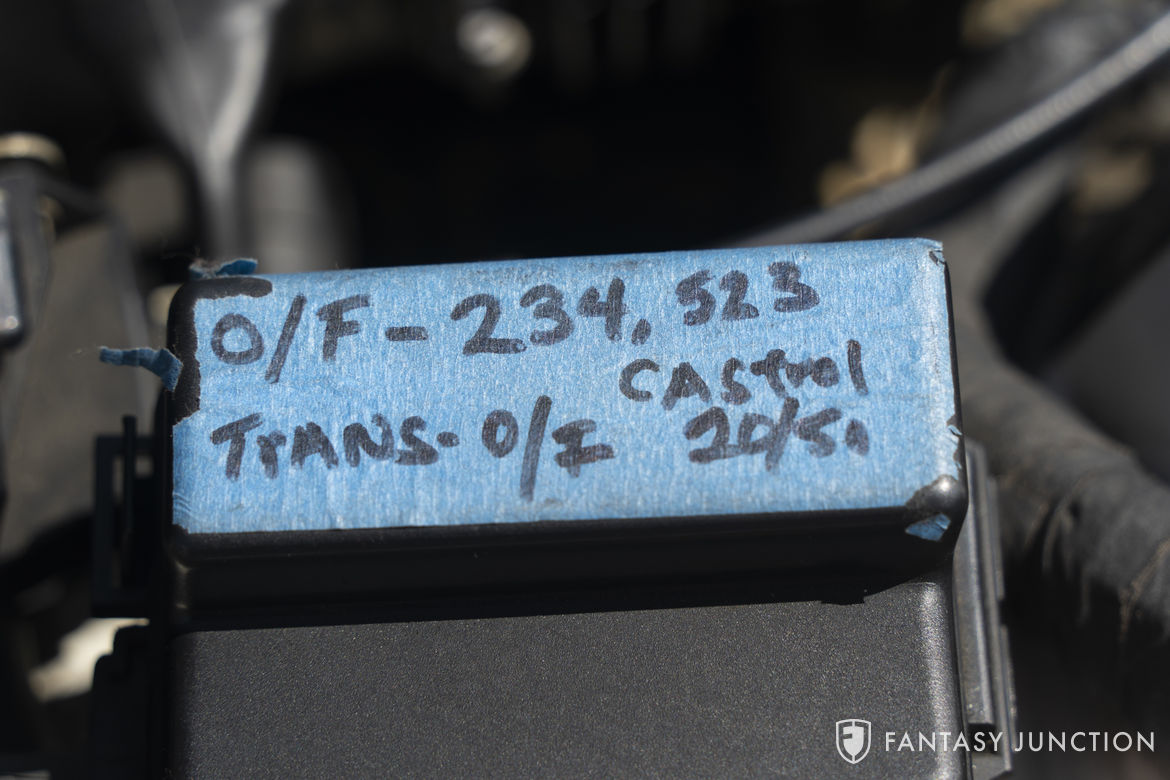 O/F - 234,523
CAStrol
TrANS - O/I 20/50
FANTASY JUNCTION